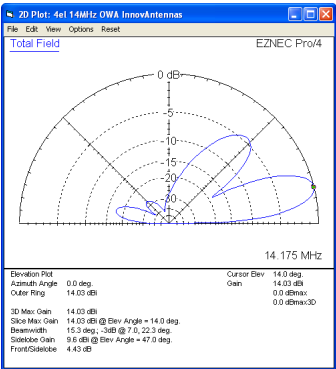 2D Plot: 4el 14MHz OWA InnovAntennas
File Edit View Options Reset
Total Field
EZNEC Pro/4
0 dB
-5
-10
-15
-20
-30
14.175 MHz
Elevation Plot
Azimuth Angle 0.0 deg.
Outer Ring 14.03 dBi
3D Max Gain 14.03 dBi
Slice Max Gain 14.03 dBi @ Elev Angle = 14.0 deg.
Beamwidth 15.3 deg.; -3dB @ 7.0, 22.3 deg.
Sidelobe Gain 9.6 dBi @ Elev Angle = 47.0 deg.
Front/Sidelobe 4.43 dB
Cursor Elev 14.0 deg.
Gain 14.03 dBi
0.0 dBmax
0.0 dBmax3D